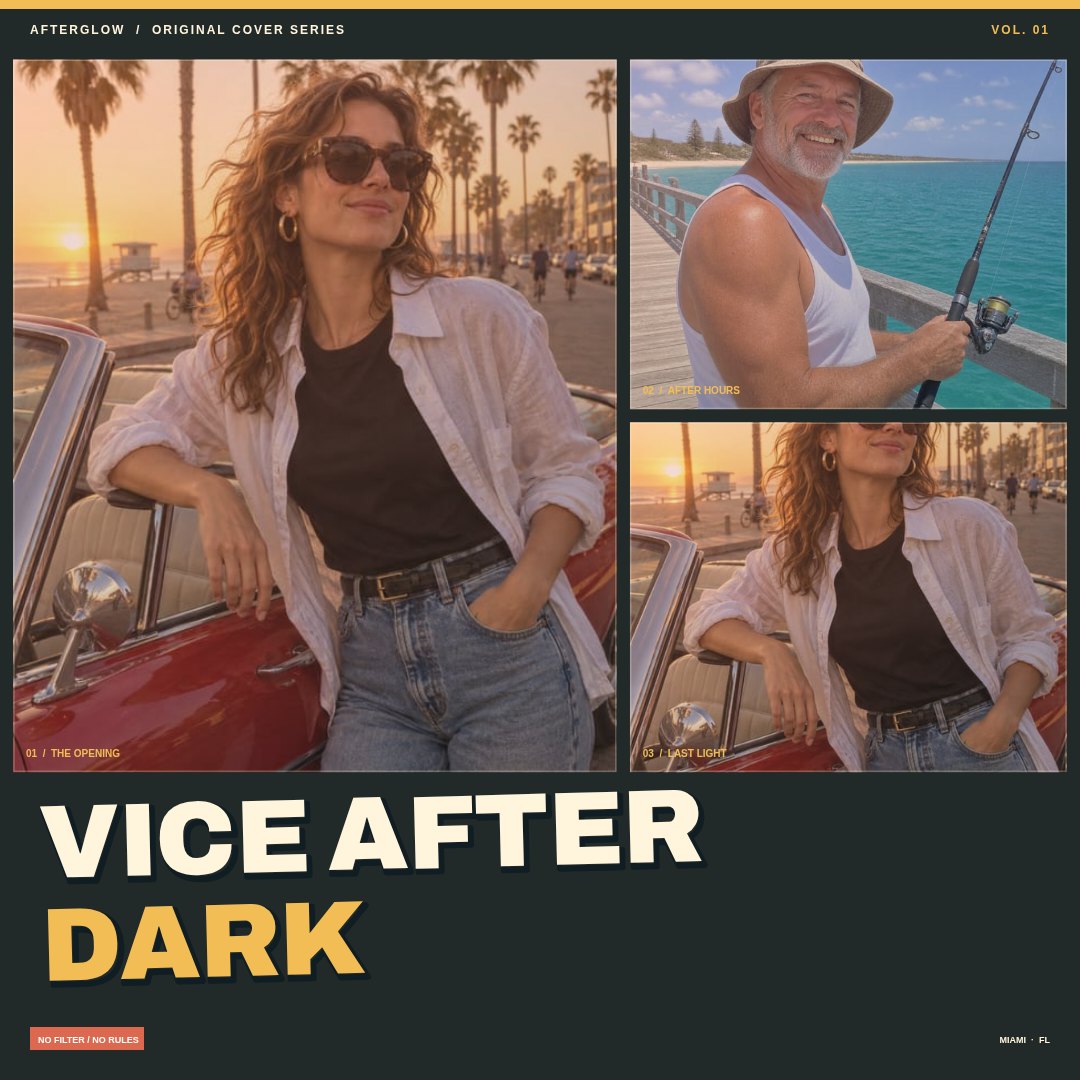 AFTERGLOW / ORIGINAL COVER SERIES
VOL. 01
02 / AFTER HOURS
01 / THE OPENING
03 / LAST LIGHT
VICE AFTER
DARK
NO FILTER / NO RULES
MIAMI · FL